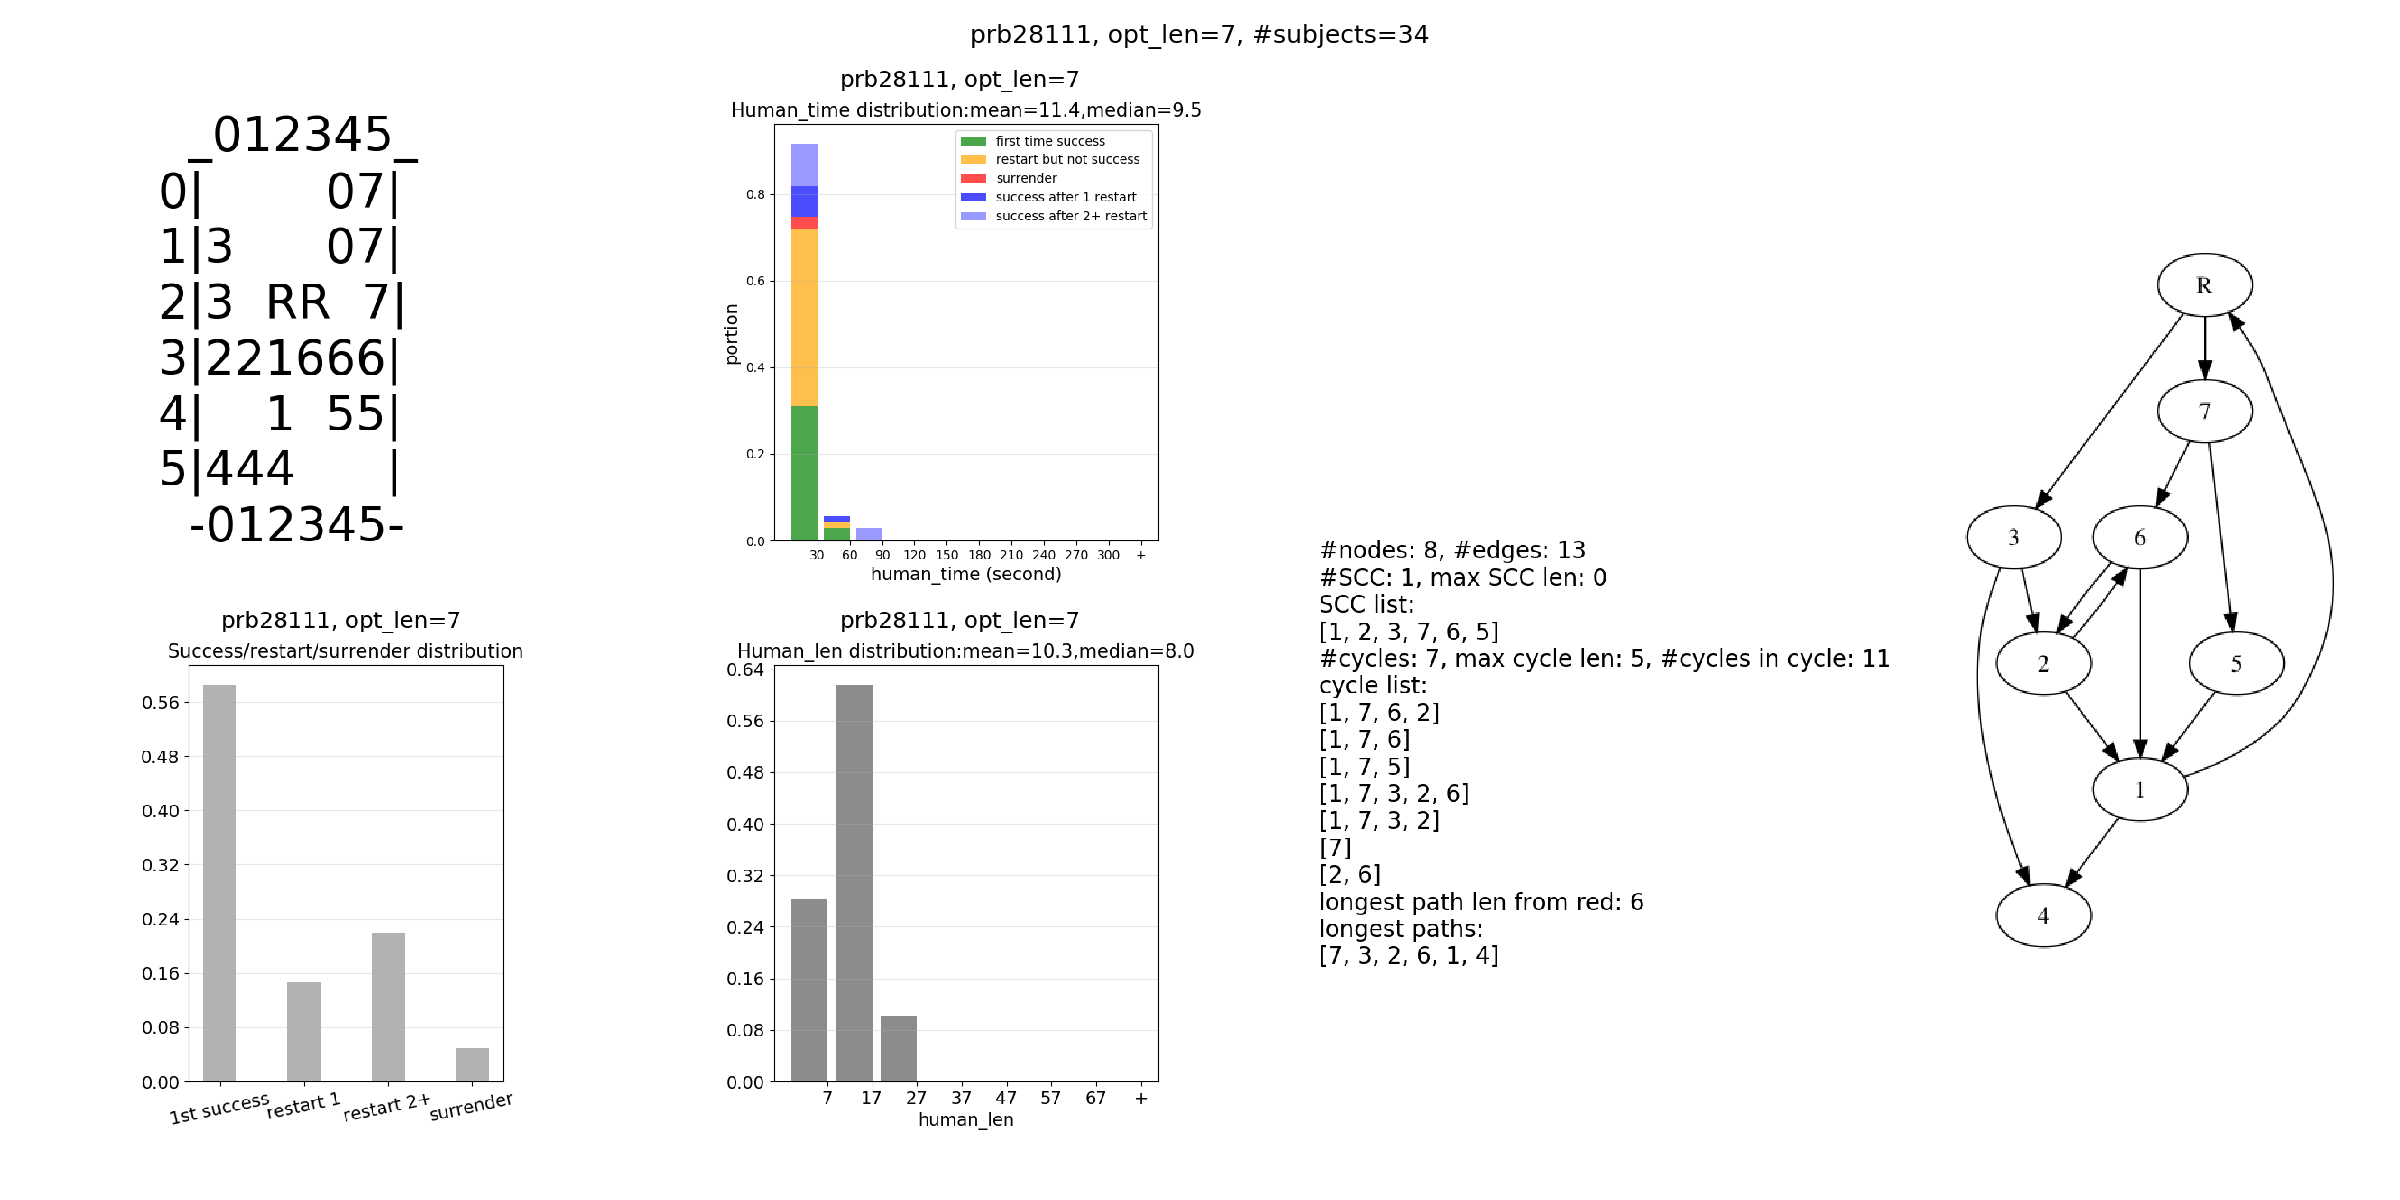 prb28111, opt_len=7, #subjects=34
_012345_
0|    07|
1|3   07|
2|3 RR 7|
3|221666|
4|  1 55|
5|444   |
-012345-
prb28111, opt_len=7
Human_time distribution:mean=11.4,median=9.5
first time success
restart but not success
surrender
success after 1 restart
success after 2+ restart
portion
0.8
0.6
0.4
0.2
0.0
30 60 90 120 150 180 210 240 270 300 +
human_time (second)
prb28111, opt_len=7
Success/restart/surrender distribution
0.56
0.48
0.40
0.32
0.24
0.16
0.08
0.00
1st success restart 1 restart 2+ surrender
prb28111, opt_len=7
Human_len distribution:mean=10.3,median=8.0
0.64
0.56
0.48
0.40
0.32
0.24
0.16
0.08
0.00
7 17 27 37 47 57 67 +
human_len
#nodes: 8, #edges: 13
#SCC: 1, max SCC len: 0
SCC list:
[1, 2, 3, 7, 6, 5]
#cycles: 7, max cycle len: 5, #cycles in cycle: 11
cycle list:
[1, 7, 6, 2]
[1, 7, 6]
[1, 7, 5]
[1, 7, 3, 2, 6]
[1, 7, 3, 2]
[7]
[2, 6]
longest path len from red: 6
longest paths:
[7, 3, 2, 6, 1, 4]
R
7
3 6
2 5
1
4